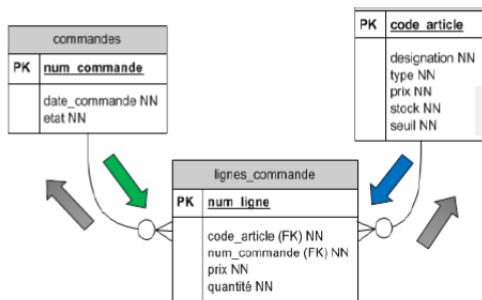 commandes
PK num_commande
date_commande NN
etat NN
PK code_article
designation NN
type NN
prix NN
stock NN
seuil NN
lignes_commande
PK num_ligne
code_article (FK) NN
num_commande (FK) NN
prix NN
quantité NN